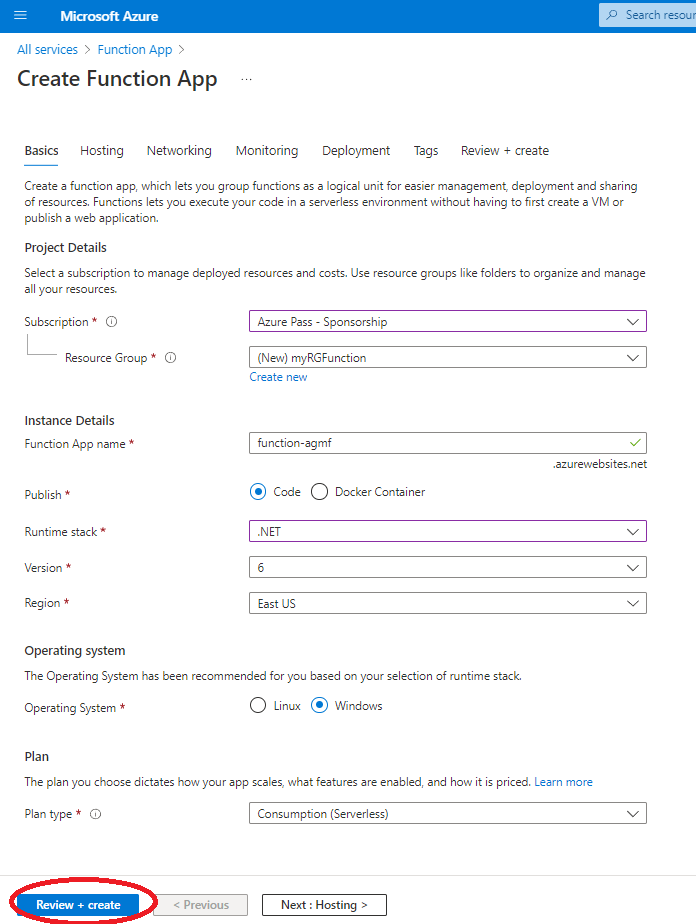 Microsoft Azure
Search resour
All services > Function App >
Create Function App ...
Basics Hosting Networking Monitoring Deployment Tags Review + create
Create a function app, which lets you group functions as a logical unit for easier management, deployment and sharing
of resources. Functions lets you execute your code in a serverless environment without having to first create a VM or
publish a web application.
Project Details
Select a subscription to manage deployed resources and costs. Use resource groups like folders to organize and manage
all your resources.
Subscription * Azure Pass - Sponsorship
Resource Group * (New) myRGFunction
Create new
Instance Details
Function App name * function-agmf
.azurewebsites.net
Publish * Code Docker Container
Runtime stack * .NET
Version * 6
Region * East US
Operating system
The Operating System has been recommended for you based on your selection of runtime stack.
Operating System * Linux Windows
Plan
The plan you choose dictates how your app scales, what features are enabled, and how it is priced. Learn more
Plan type * Consumption (Serverless)
Review + create < Previous Next : Hosting >